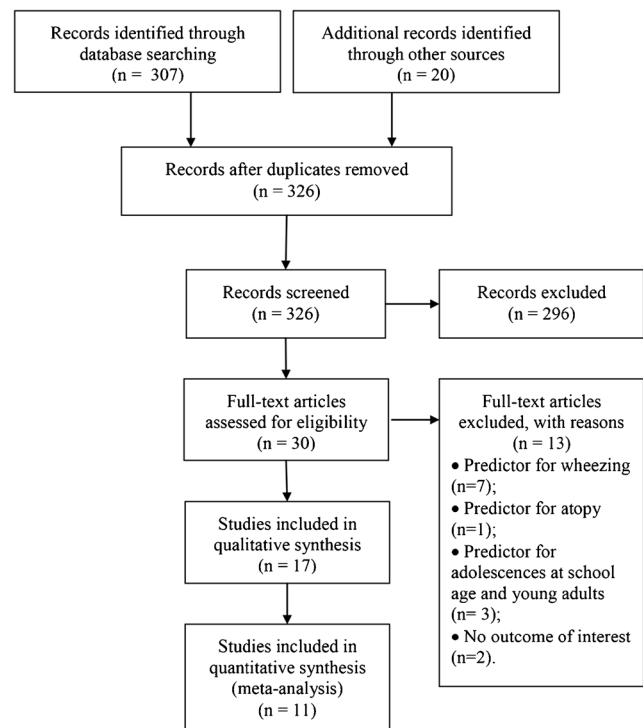 Records identified through
database searching
(n = 307)
Additional records identified
through other sources
(n = 20)
Records after duplicates removed
(n = 326)
Records screened
(n = 326)
Records excluded
(n = 296)
Full-text articles
assessed for eligibility
(n = 30)
Full-text articles
excluded, with reasons
(n = 13)
• Predictor for wheezing
(n=7);
• Predictor for atopy
(n=1);
• Predictor for
adolescences at school
age and young adults
(n= 3);
• No outcome of interest
(n=2).
Studies included in
qualitative synthesis
n = 17)
Studies included in
quantitative synthesis
(meta-analysis)
n = 11)